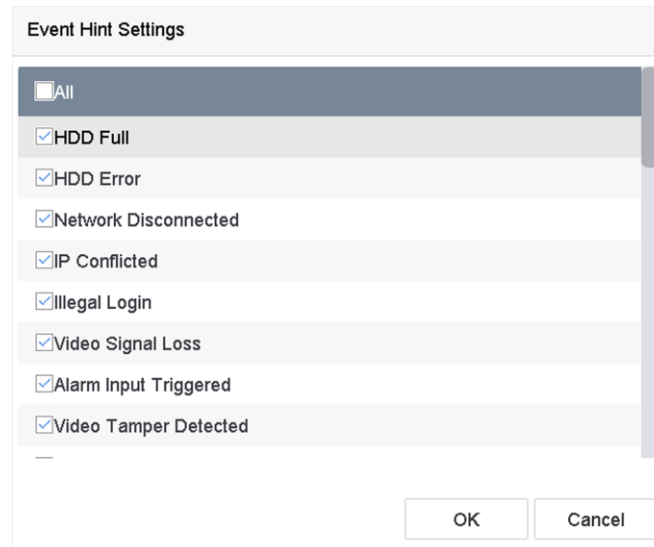 Event Hint Settings
All
HDD Full
HDD Error
Network Disconnected
IP Conflicted
Illegal Login
Video Signal Loss
Alarm Input Triggered
Video Tamper Detected
OK Cancel